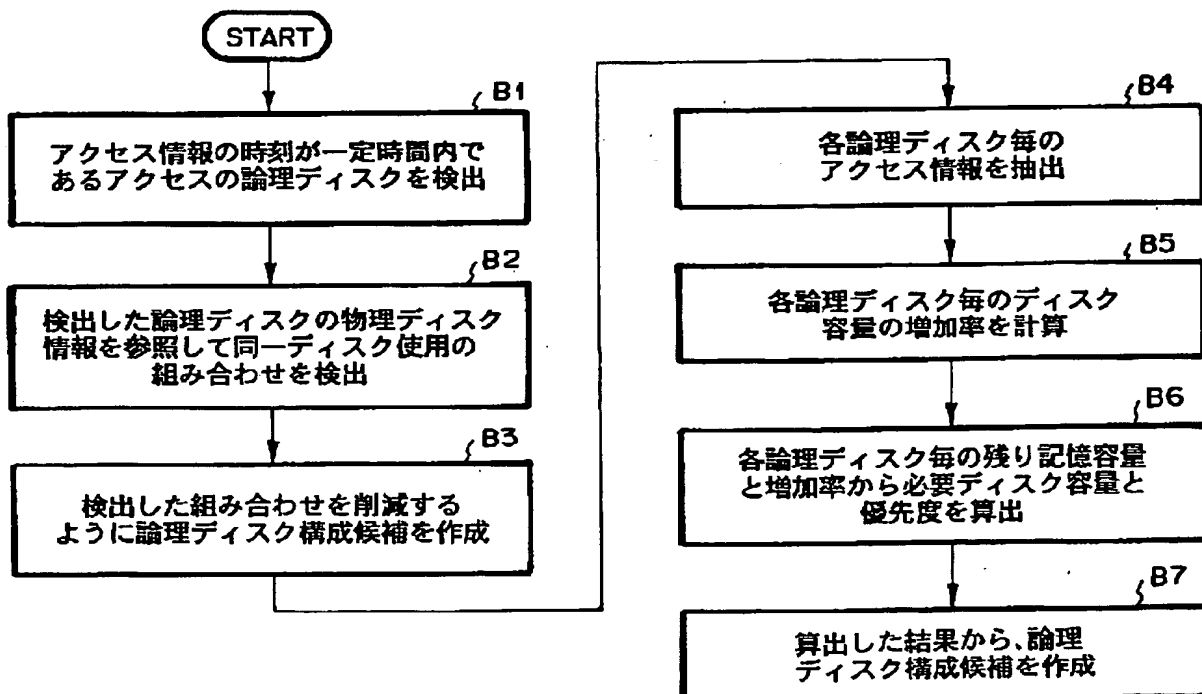 START
B1
アクセス情報の時刻が一定時間内で
あるアクセスの論理ディスクを検出
B2
検出した論理ディスクの物理ディスク
情報を参照して同一ディスク使用の
組み合わせを検出
B3
検出した組み合わせを削減する
ように論理ディスク構成候補を作成
B4
各論理ディスク毎の
アクセス情報を抽出
B5
各論理ディスク毎のディスク
容量の増加率を計算
B6
各論理ディスク毎の残り記憶容量
と増加率から必要ディスク容量と
優先度を算出
B7
算出した結果から、論理
ディスク構成候補を作成